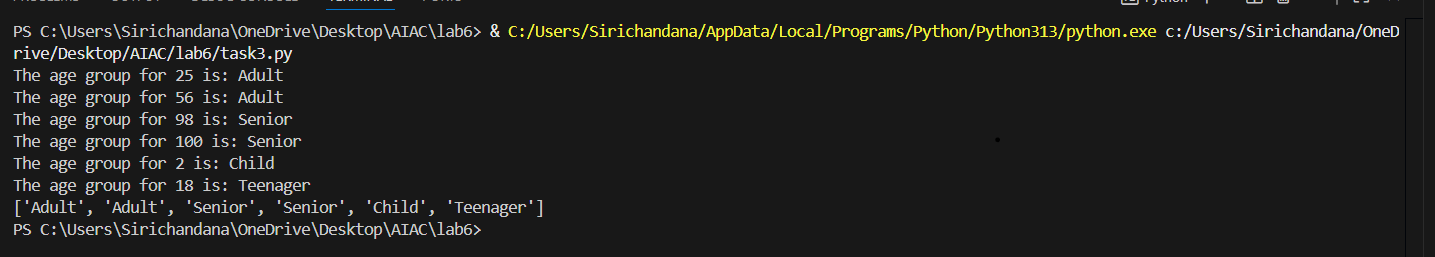 PS C:\Users\Sirichandana\OneDrive\Desktop\AIAC\lab6> & C:/Users/Sirichandana/AppData/Local/Programs/Python/Python313/python.exe c:/Users/Sirichandana/OneD
rive/Desktop/AIAC/lab6/task3.py
The age group for 25 is: Adult
The age group for 56 is: Adult
The age group for 98 is: Senior
The age group for 100 is: Senior
The age group for 2 is: Child
The age group for 18 is: Teenager
['Adult', 'Adult', 'Senior', 'Senior', 'Child', 'Teenager']
PS C:\Users\Sirichandana\OneDrive\Desktop\AIAC\lab6>